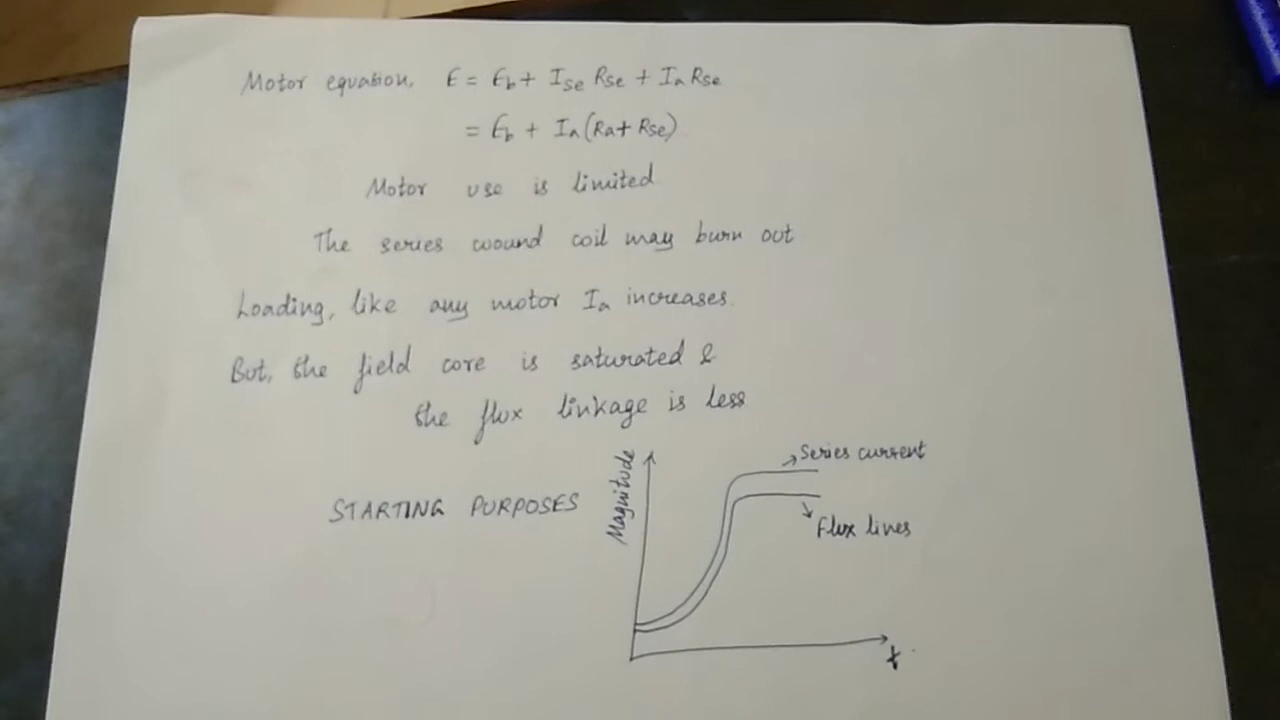 Motor equation, E = Eb + Ise Rse + Ia Rse
= Eb + Ia (Ra + Rse)
Motor use is limited
The series wound coil may burn out
Loading, like any motor Ia increases.
But, the field core is saturated &
the flux linkage is less
STARTING PURPOSES
Magnitude
Series current
Flux lines
t